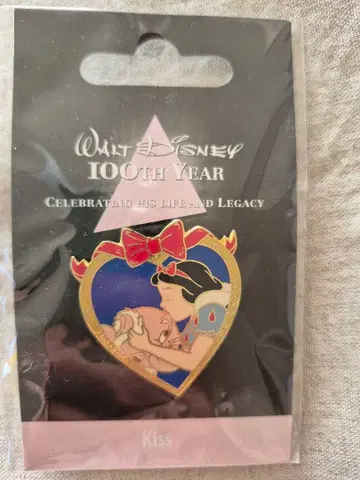 WALT DISNEY
100TH YEAR
CELEBRATING HIS LIFE AND LEGACY
Kiss